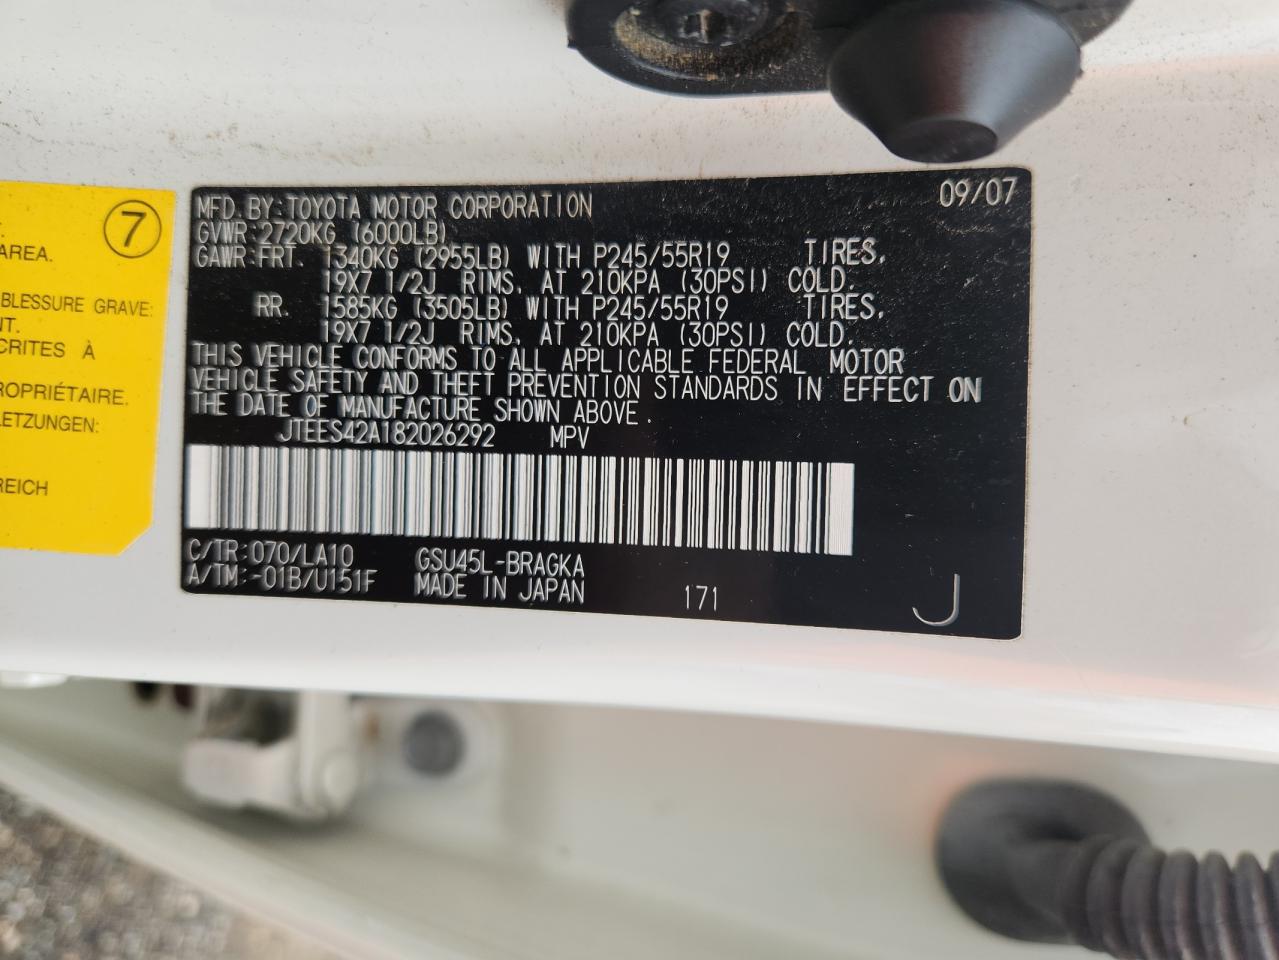 7
AREA.
BLESSURE GRAVE:
NT.
CRITES À
ROPRIÉTAIRE.
LETZUNGEN:
REICH
MFD. BY: TOYOTA MOTOR CORPORATION 09/07
GVWR: 2720KG (6000LB)
GAWR: FRT. 1340KG (2955LB) WITH P245/55R19 TIRES,
19X7 1/2J RIMS, AT 210KPA (30PSI) COLD.
RR. 1585KG (3505LB) WITH P245/55R19 TIRES,
19X7 1/2J RIMS, AT 210KPA (30PSI) COLD.
THIS VEHICLE CONFORMS TO ALL APPLICABLE FEDERAL MOTOR
VEHICLE SAFETY AND THEFT PREVENTION STANDARDS IN EFFECT ON
THE DATE OF MANUFACTURE SHOWN ABOVE.
JTEES42A182026292 MPV
C/TR: 070/LA10 GSU45L-BRAGKA
A/TM: -01B/U151F MADE IN JAPAN 171 J